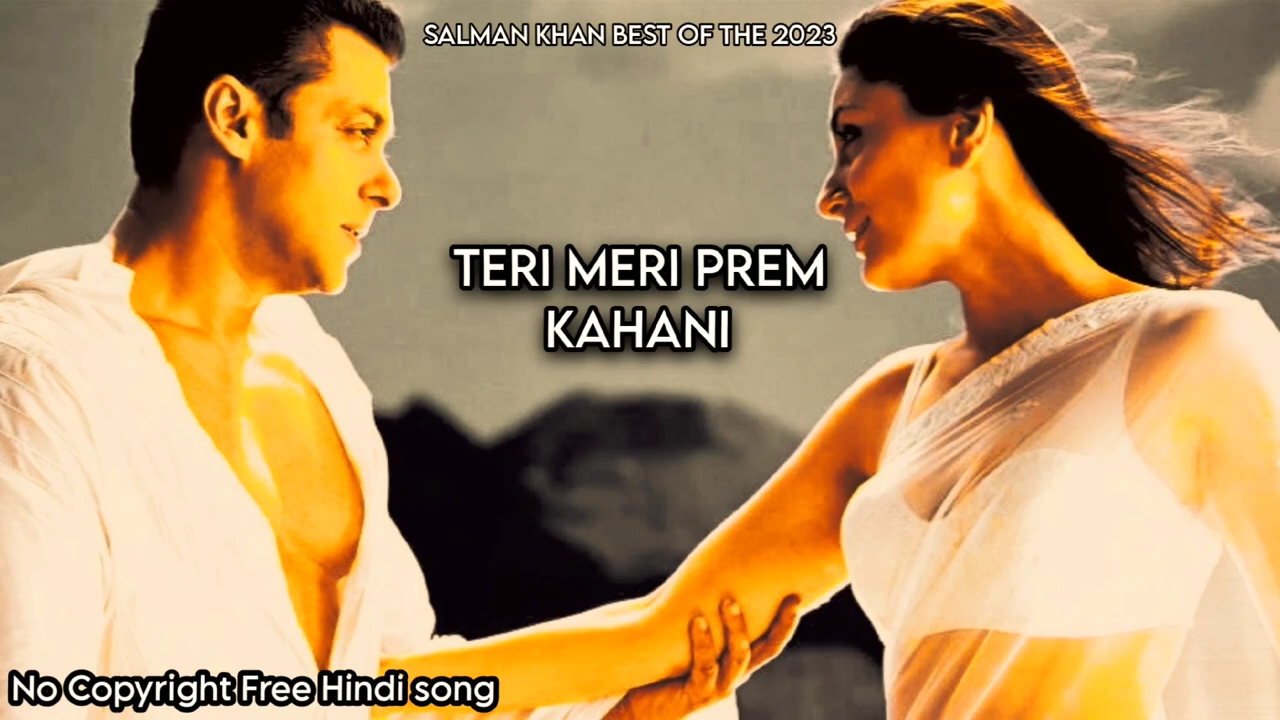 SALMAN KHAN BEST OF THE 2023
TERI MERI PREM
KAHANI
No Copyright Free Hindi song